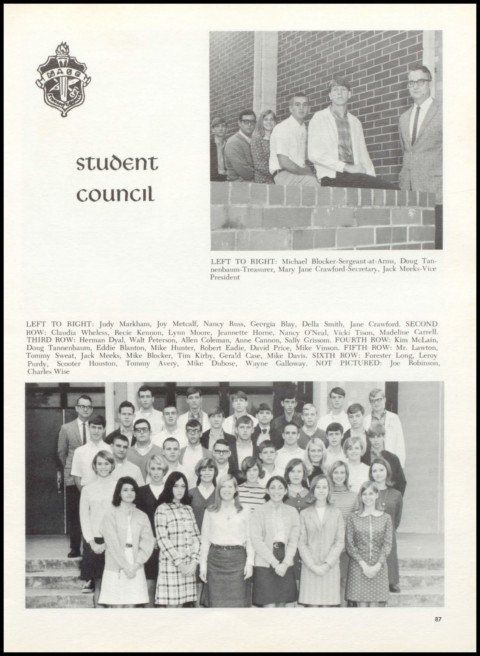 student
council
LEFT TO RIGHT: Michael Blocker-Sergeant-at-Arms, Doug Tan-
nenbaum-Treasurer, Mary Jane Crawford-Secretary, Jack Meeks-Vice
President
LEFT TO RIGHT: Judy Markham, Joy Metcalf, Nancy Ross, Georgia Blay, Della Smith, Jane Crawford. SECOND
ROW: Claudia Wheless, Becie Kennon, Lynn Moore, Jeannette Horne, Nancy O'Neal, Vicki Tison, Madeline Carrell.
THIRD ROW: Herman Dyal, Walt Peterson, Allen Coleman, Anne Cannon, Sally Grissom. FOURTH ROW: Kim McLain,
Doug Tannenbaum, Eddie Blanton, Mike Hunter, Robert Eadie, David Price, Mike Vinson. FIFTH ROW: Mr. Lawton,
Tommy Sweat, Jack Meeks, Mike Blocker, Tim Kirby, Gerald Case, Mike Davis. SIXTH ROW: Forester Long, Leroy
Purdy, Scooter Houston, Tommy Avery, Mike Dubose, Wayne Galloway. NOT PICTURED: Joe Robinson,
Charles Wise
87